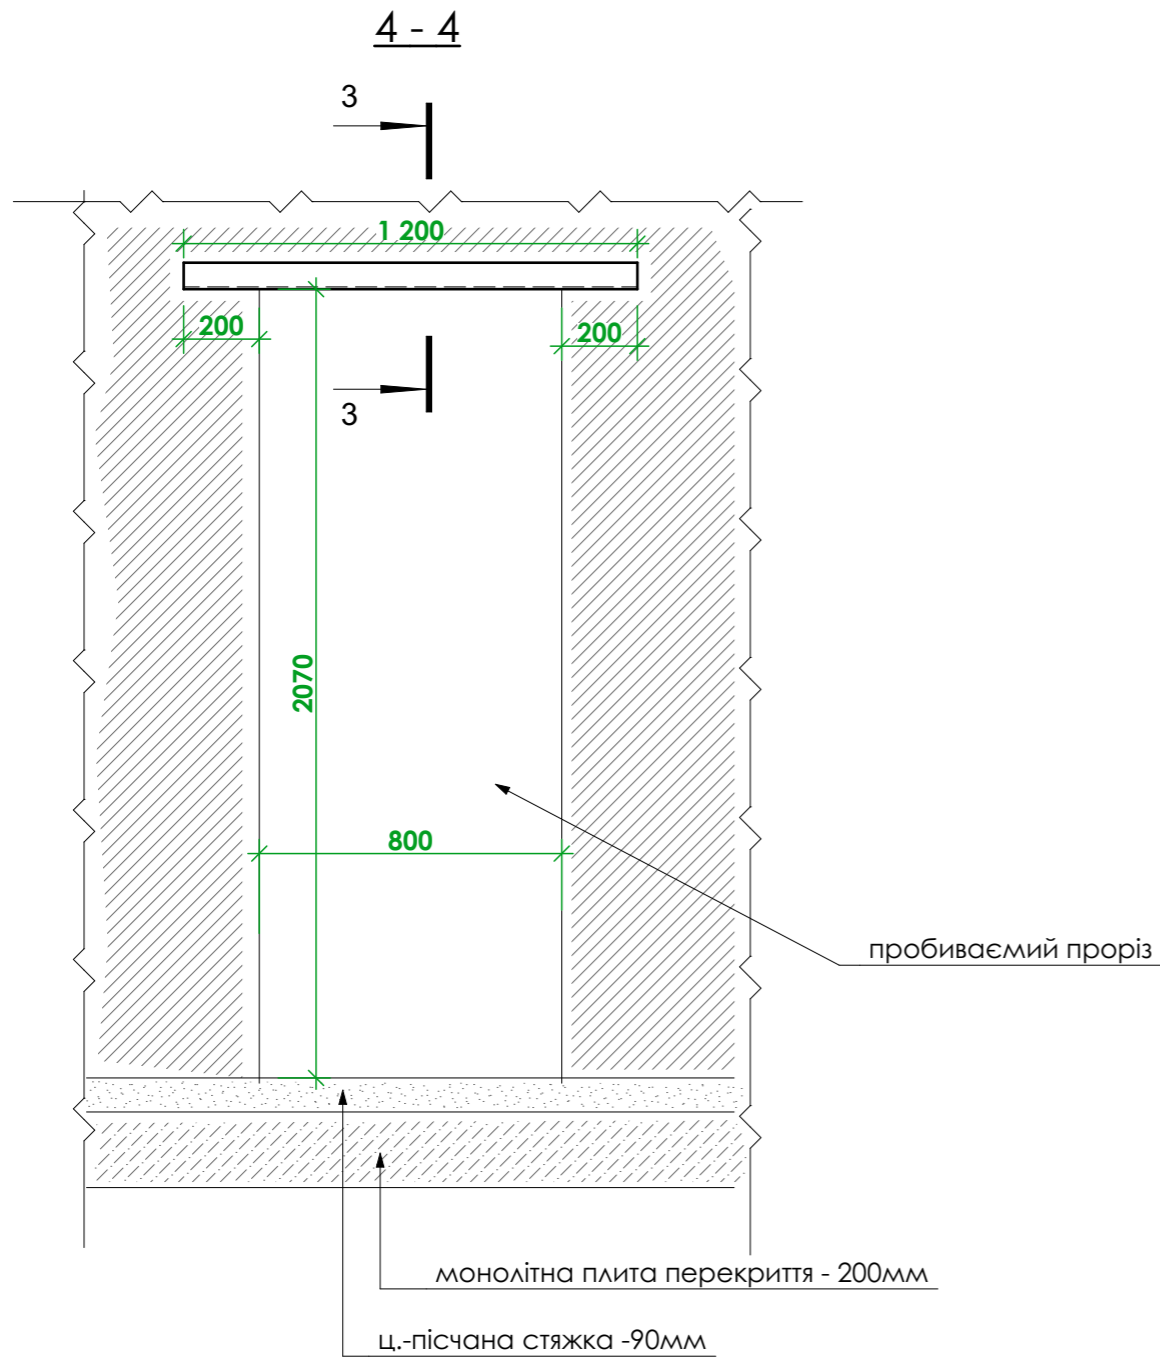 4 - 4
3
1 200
200
200
3
2070
800
пробиваємий проріз
монолітна плита перекриття - 200мм
ц.-пісчана стяжка -90мм